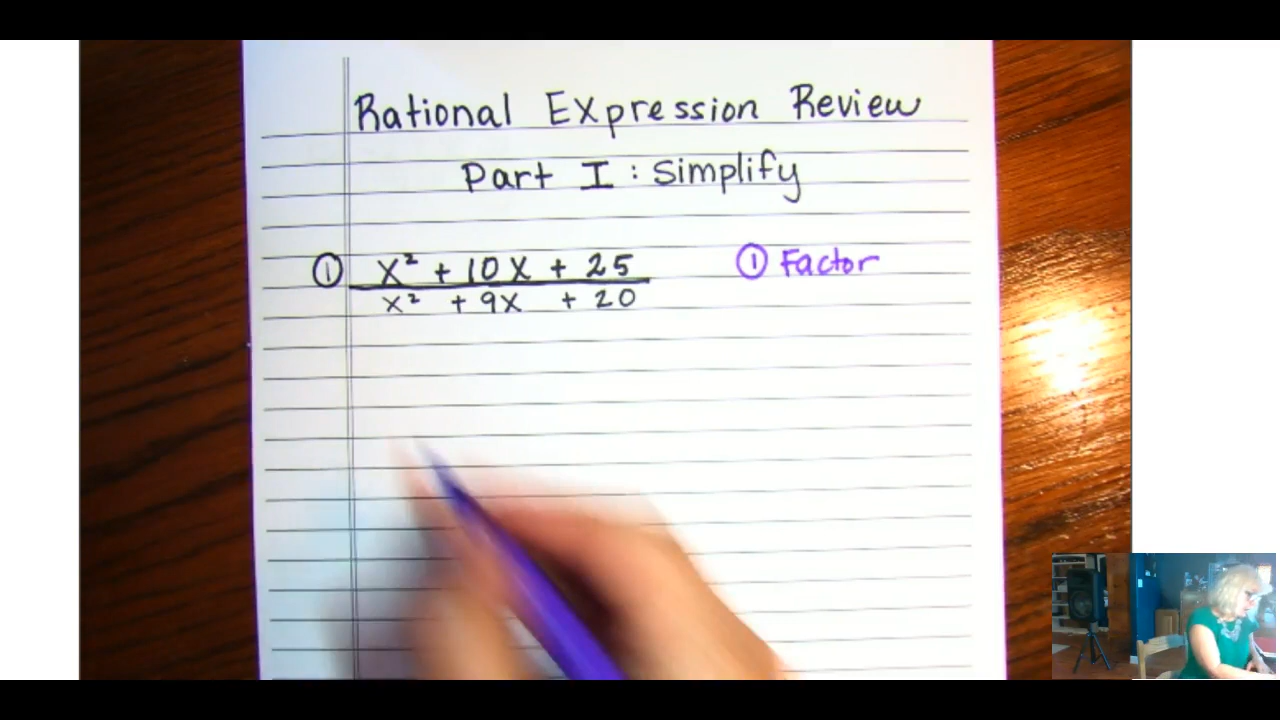 Rational Expression Review
Part I : Simplify
① x² + 10x + 25 ① Factor
x² + 9x + 20